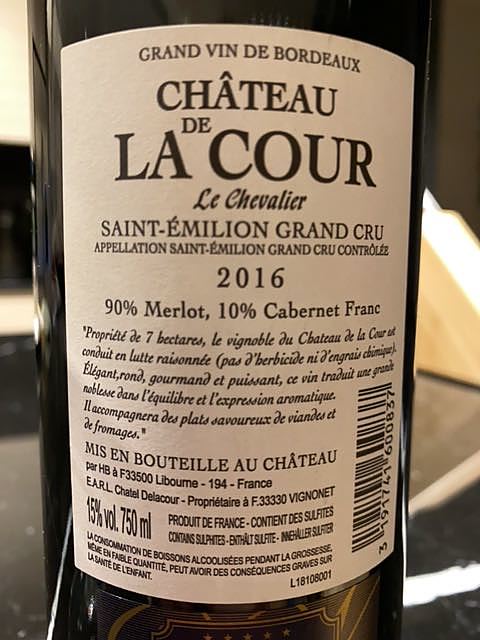 GRAND VIN DE BORDEAUX
CHÂTEAU
DE
LA COUR
Le Chevalier
SAINT-ÉMILION GRAND CRU
APPELLATION SAINT-ÉMILION GRAND CRU CONTRÔLÉE
2016
90% Merlot, 10% Cabernet Franc
"Propriété de 7 hectares, le vignoble du Chateau de la Cour est
conduit en lutte raisonnée (pas d'herbicide ni d'engrais chimique).
Élégant,rond, gourmand et puissant, ce vin traduit une grande
noblesse dans l'équilibre et l'expression aromatique.
Il accompagnera des plats savoureux de viandes et
de fromages."
MIS EN BOUTEILLE AU CHÂTEAU
par HB à F33500 Libourne - 194 - France
E.A.R.L. Chatel Delacour - Propriétaire à F.33330 VIGNONET
15% vol. 750 ml
PRODUIT DE FRANCE - CONTIENT DES SULFITES
CONTAINS SULPHITES - ENTHÄLT SULFITE - INNEHÅLLER SULFITER
LA CONSOMMATION DE BOISSONS ALCOOLISÉES PENDANT LA GROSSESSE,
MÊME EN FAIBLE QUANTITÉ, PEUT AVOIR DES CONSÉQUENCES GRAVES SUR
LA SANTÉ DE L'ENFANT.
L18108001
3 191741 600837